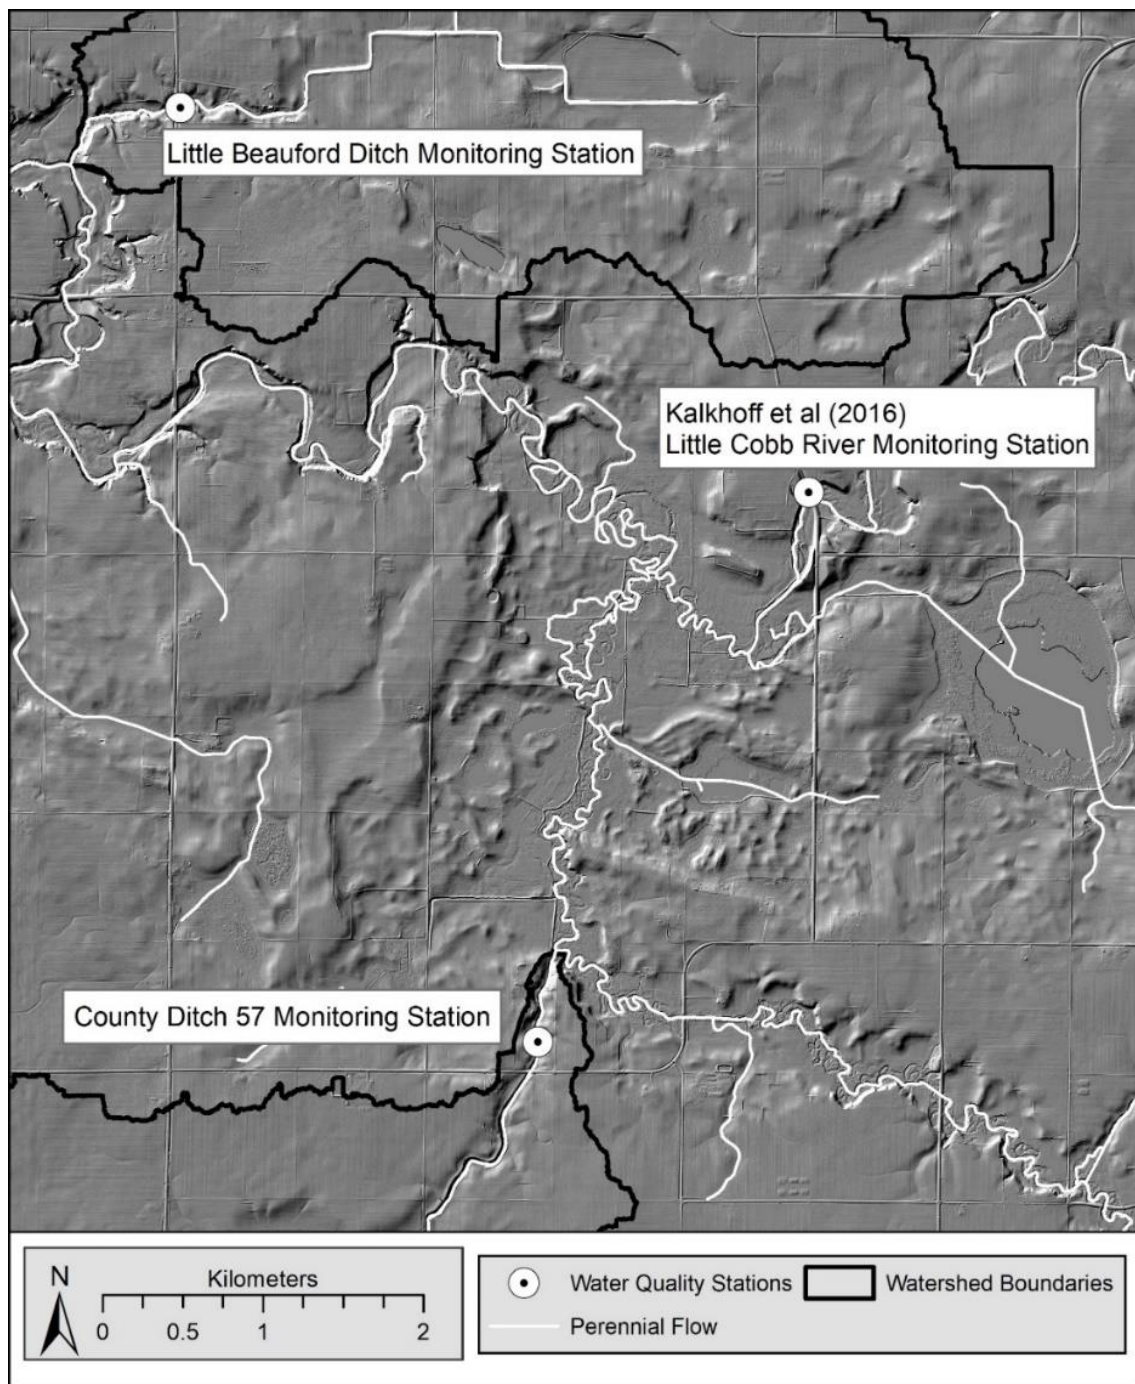 Little Beauford Ditch Monitoring Station
Kalkhoff et al (2016)
Little Cobb River Monitoring Station
County Ditch 57 Monitoring Station
N
Kilometers
0 0.5 1 2
Water Quality Stations
Watershed Boundaries
Perennial Flow